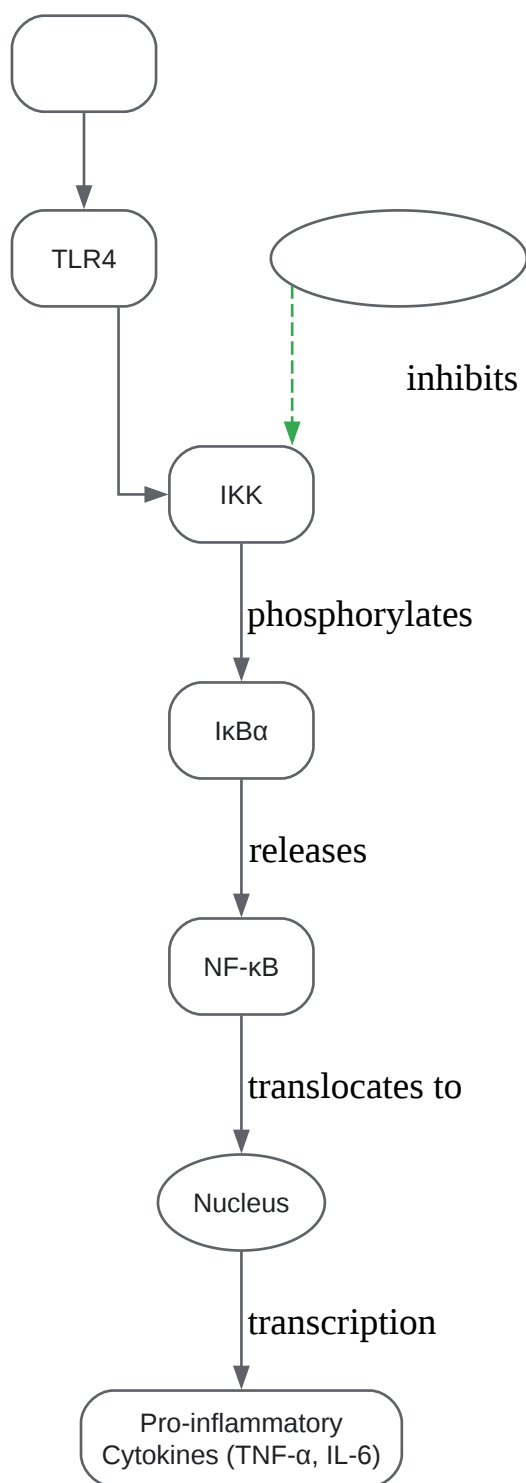 TLR4
inhibits
IKK
phosphorylates
IκBα
releases
NF-κB
translocates to
Nucleus
transcription
Pro-inflammatory
Cytokines (TNF-α, IL-6)